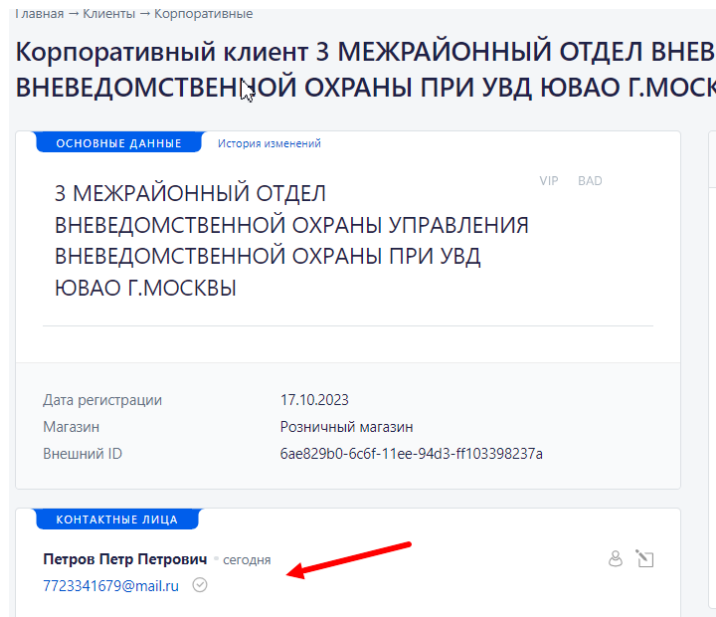 Главная → Клиенты → Корпоративные
Корпоративный клиент 3 МЕЖРАЙОННЫЙ ОТДЕЛ ВНЕВ
ВНЕВЕДОМСТВЕННОЙ ОХРАНЫ ПРИ УВД ЮВАО Г.МОСК
ОСНОВНЫЕ ДАННЫЕ История изменений
VIP BAD
3 МЕЖРАЙОННЫЙ ОТДЕЛ
ВНЕВЕДОМСТВЕННОЙ ОХРАНЫ УПРАВЛЕНИЯ
ВНЕВЕДОМСТВЕННОЙ ОХРАНЫ ПРИ УВД
ЮВАО Г.МОСКВЫ
Дата регистрации 17.10.2023
Магазин Розничный магазин
Внешний ID 6ae829b0-6c6f-11ee-94d3-ff103398237a
КОНТАКТНЫЕ ЛИЦА
Петров Петр Петрович сегодня
7723341679@mail.ru